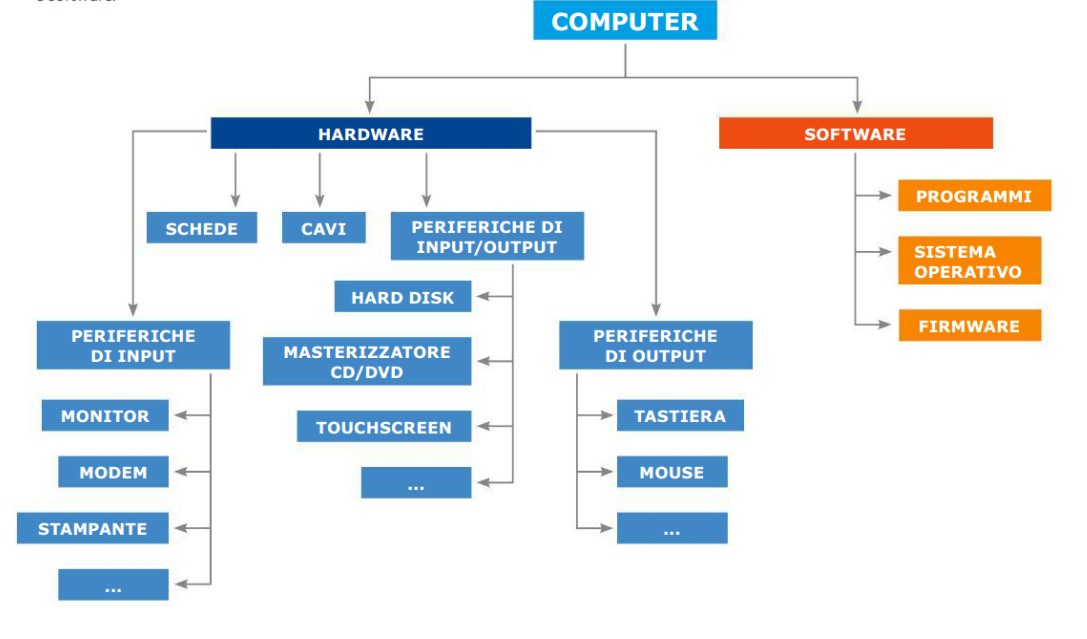 COMPUTER
HARDWARE
SOFTWARE
SCHEDE
CAVI
PERIFERICHE DI
INPUT/OUTPUT
HARD DISK
MASTERIZZATORE
CD/DVD
TOUCHSCREEN
...
PERIFERICHE
DI INPUT
MONITOR
MODEM
STAMPANTE
...
PERIFERICHE
DI OUTPUT
TASTIERA
MOUSE
...
PROGRAMMI
SISTEMA
OPERATIVO
FIRMWARE